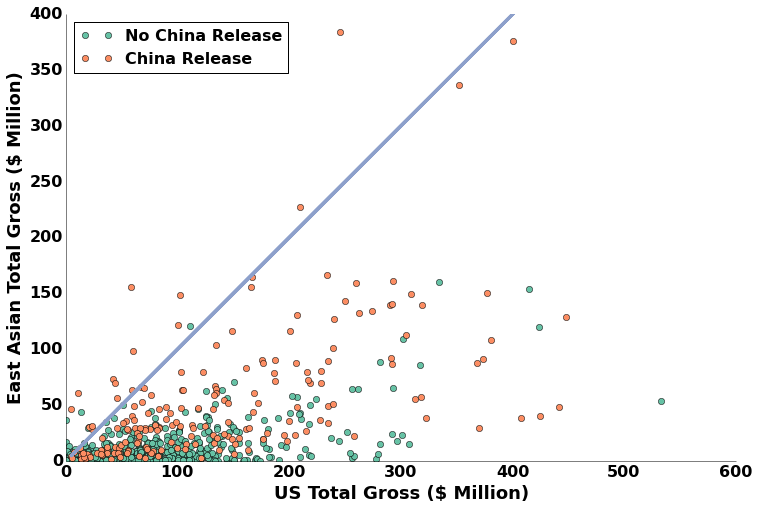 No China Release
China Release
East Asian Total Gross ($ Million)
400
350
300
250
200
150
100
50
0
0 100 200 300 400 500 600
US Total Gross ($ Million)